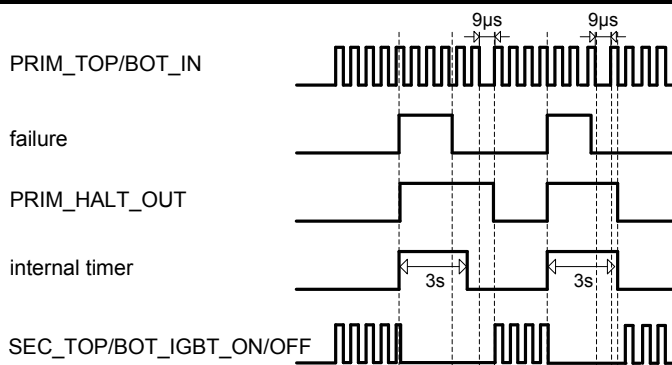 9µs 9µs
PRIM_TOP/BOT_IN
failure
PRIM_HALT_OUT
internal timer
3s 3s
SEC_TOP/BOT_IGBT_ON/OFF